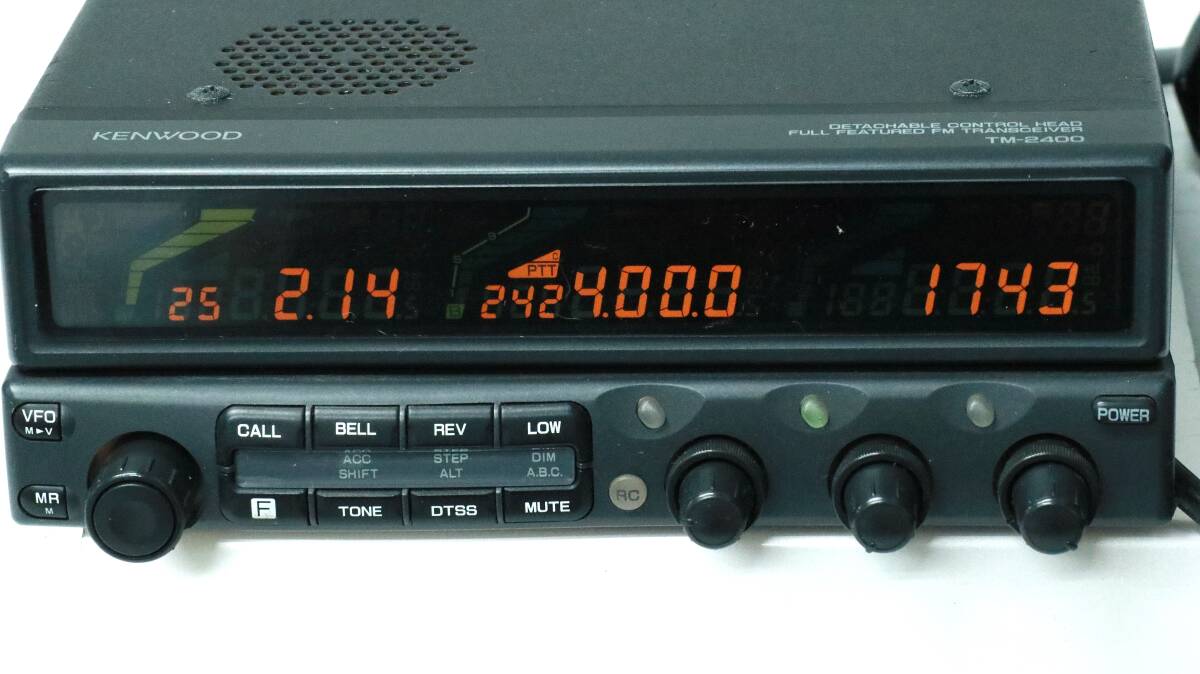 KENWOOD
DETACHABLE CONTROL HEAD
FULL FEATURED FM TRANSCEIVER
TM-2400
C
PTT
25 2.14 242 4.00.0 1743
VFO
M▶V
CALL BELL REV LOW
POWER
ACC STEP DIM
SHIFT ALT A.B.C.
MR
M
F TONE DTSS MUTE
RC